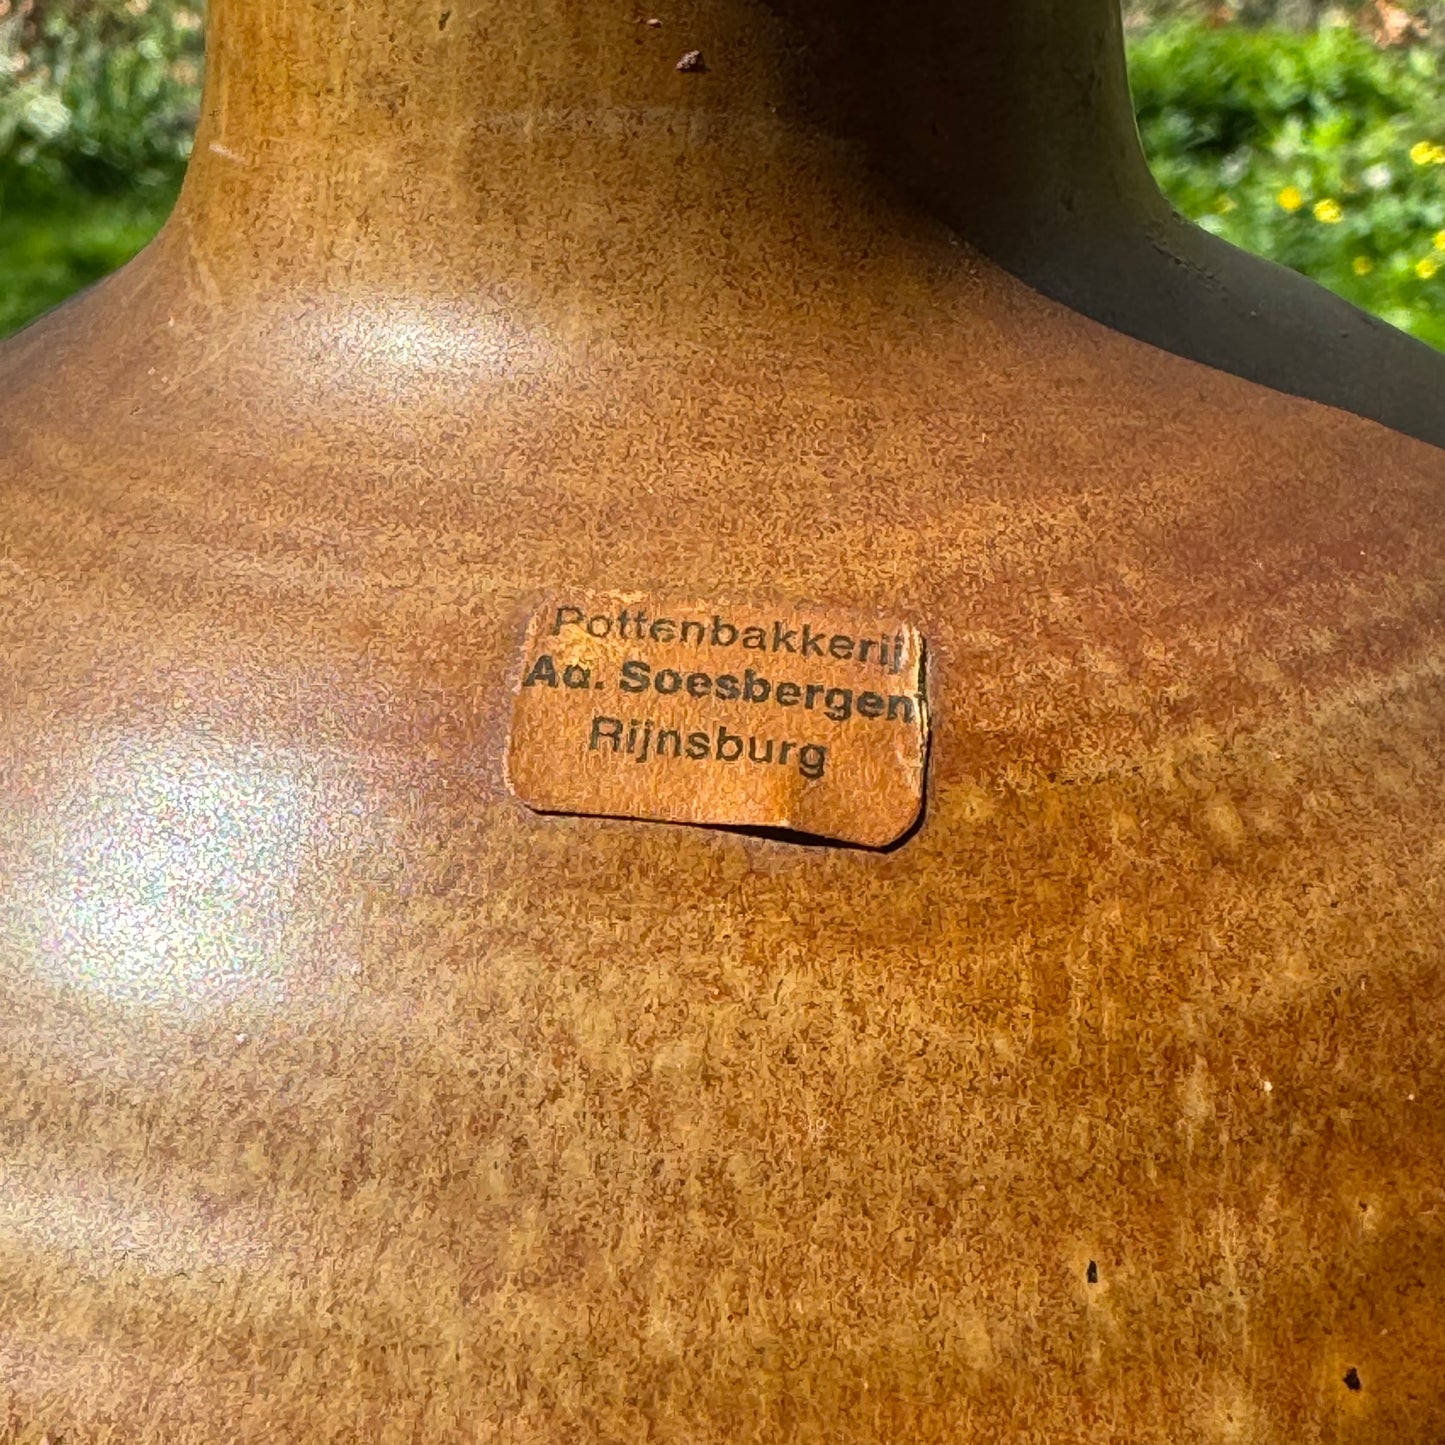 Pottenbakkerij
Ad. Soesbergen
Rijnsburg